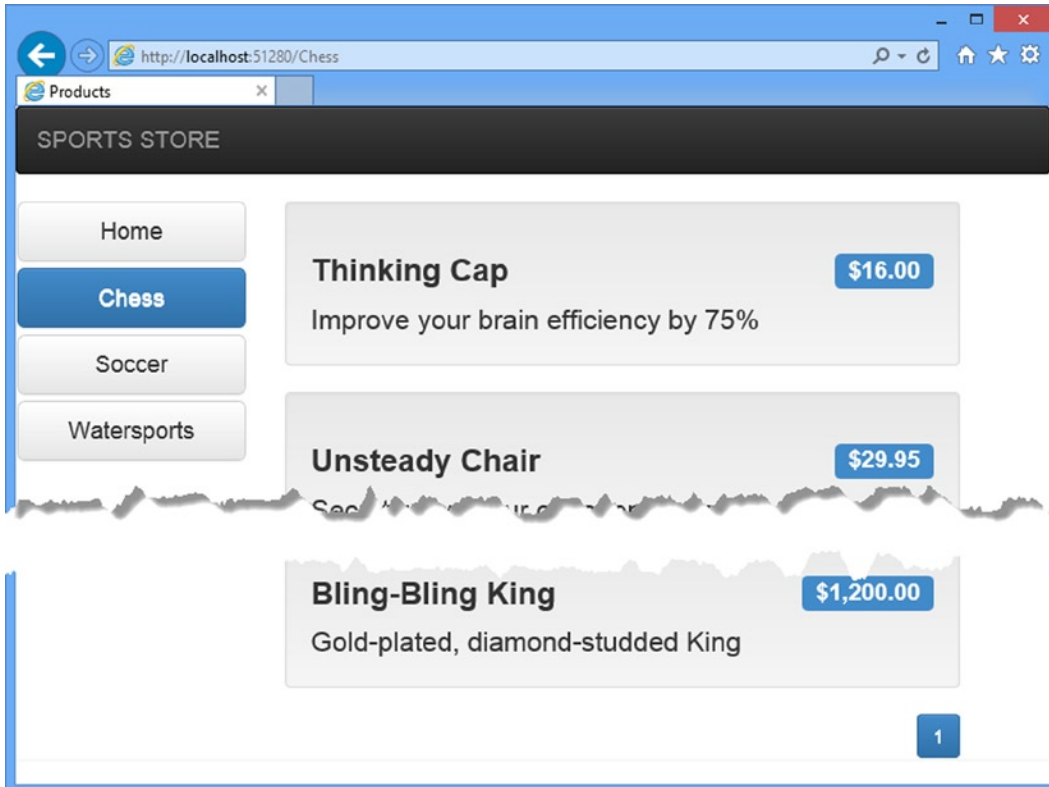 http://localhost:51280/Chess
Products
SPORTS STORE
Home
Chess
Soccer
Watersports
Thinking Cap
$16.00
Improve your brain efficiency by 75%
Unsteady Chair
$29.95
Bling-Bling King
$1,200.00
Gold-plated, diamond-studded King
1